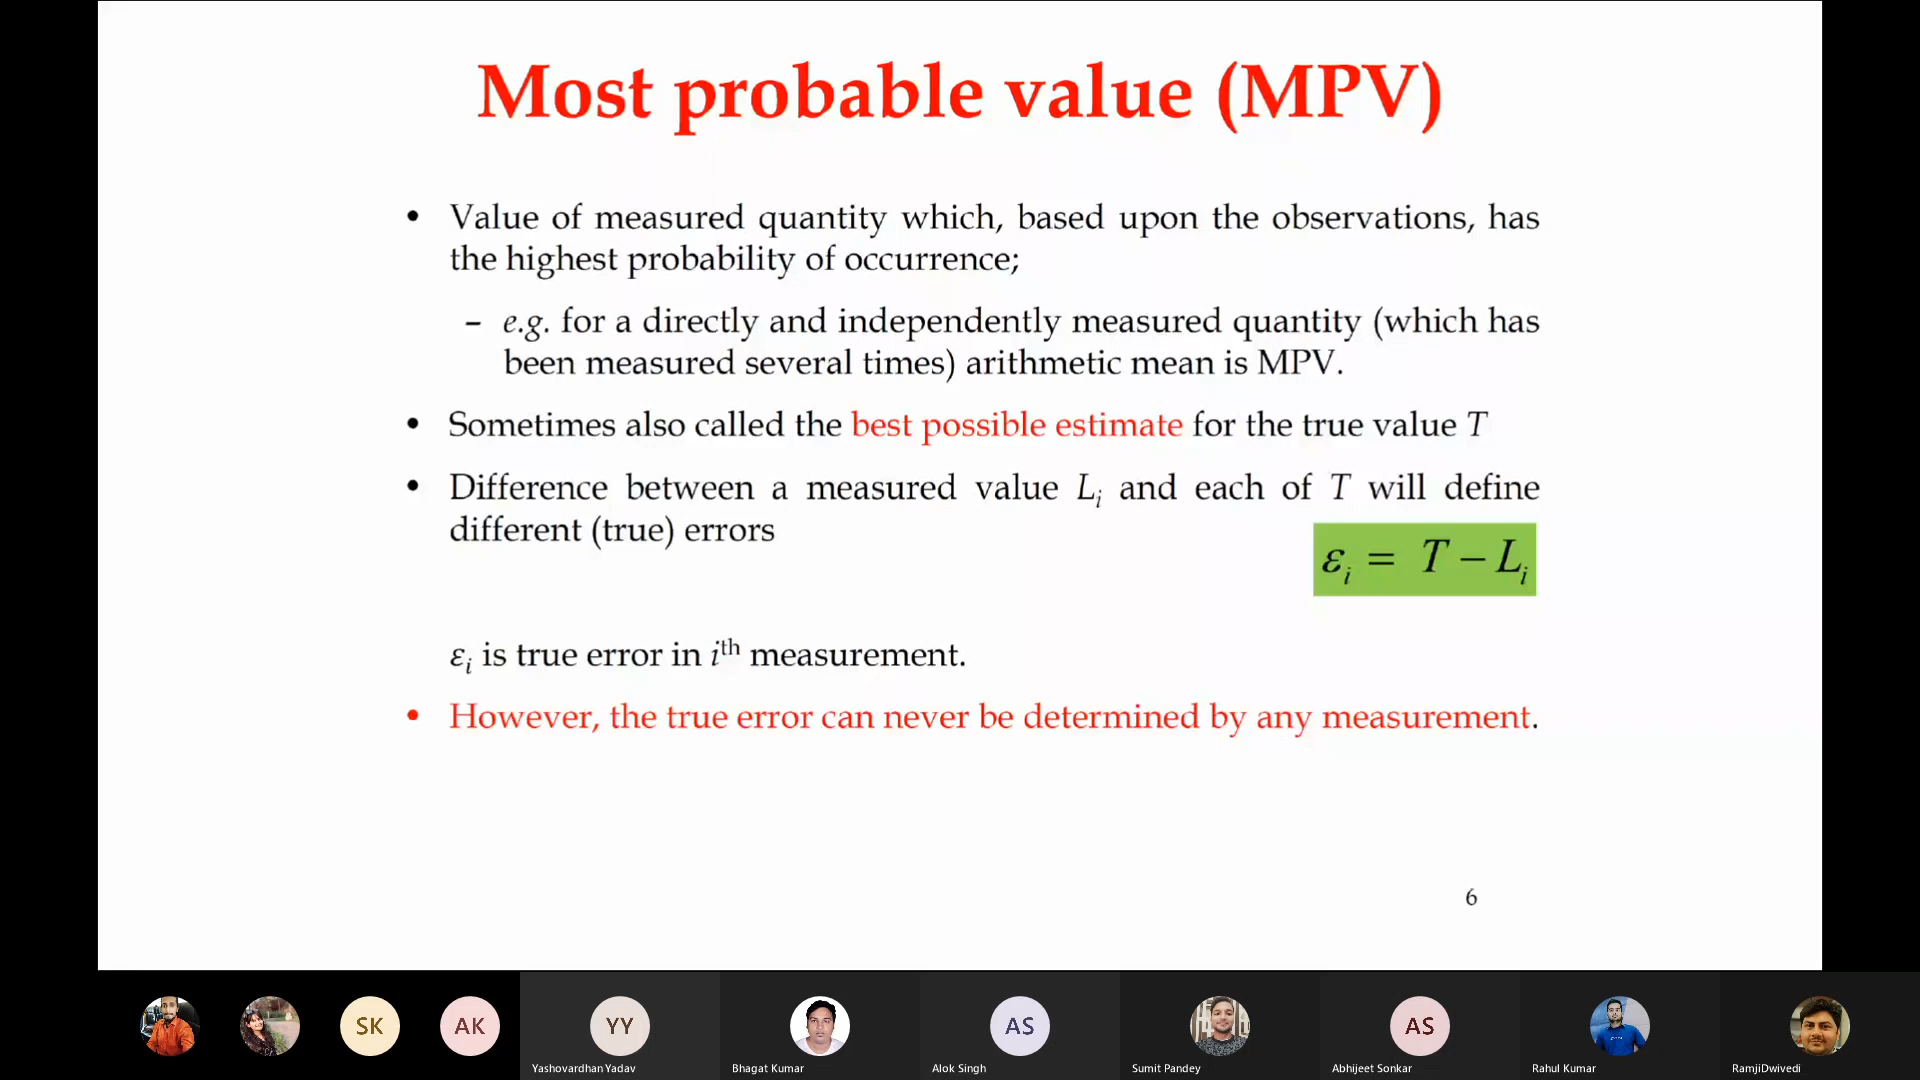 Most probable value (MPV)
• Value of measured quantity which, based upon the observations, has
the highest probability of occurrence;
– e.g. for a directly and independently measured quantity (which has
been measured several times) arithmetic mean is MPV.
• Sometimes also called the best possible estimate for the true value T
• Difference between a measured value Lᵢ and each of T will define
different (true) errors
εᵢ = T − Lᵢ
εᵢ is true error in iᵗʰ measurement.
• However, the true error can never be determined by any measurement.
6
SK AK YY AS AS
Yashovardhan Yadav Bhagat Kumar Alok Singh Sumit Pandey Abhijeet Sonkar Rahul Kumar RamjiDwivedi